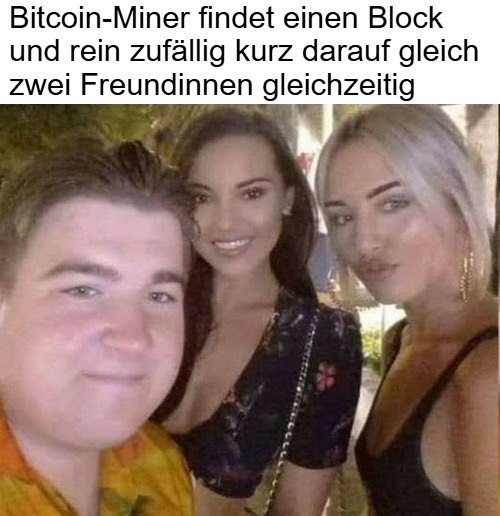 Bitcoin-Miner findet einen Block
und rein zufällig kurz darauf gleich
zwei Freundinnen gleichzeitig